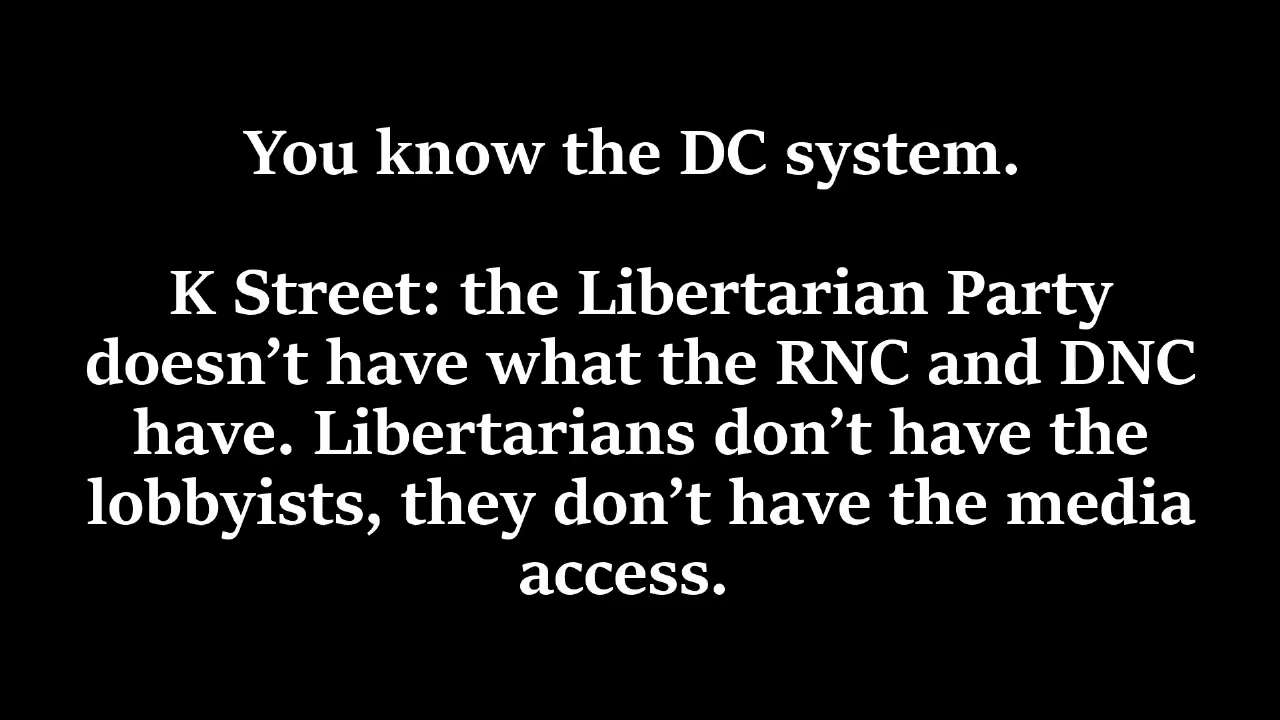 You know the DC system.
K Street: the Libertarian Party
doesn’t have what the RNC and DNC
have. Libertarians don’t have the
lobbyists, they don’t have the media
access.